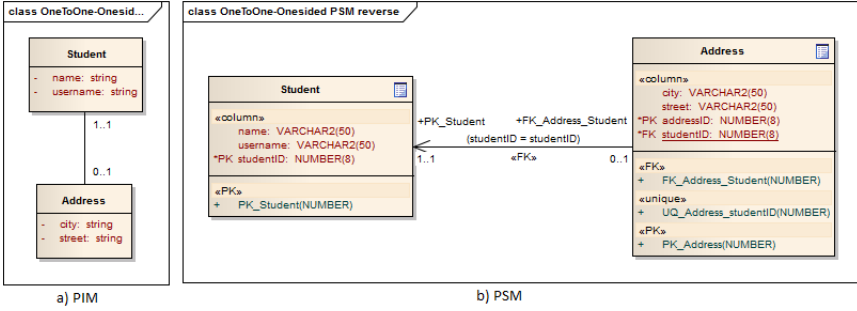 class OneToOne-Onesid...
Student
- name: string
- username: string
1..1
0..1
Address
- city: string
- street: string
a) PIM
class OneToOne-Onesided PSM reverse
Student
«column»
name: VARCHAR2(50)
username: VARCHAR2(50)
*PK studentID: NUMBER(8)
«PK»
+ PK_Student(NUMBER)
+PK_Student +FK_Address_Student
(studentID = studentID)
1..1 «FK» 0..1
Address
«column»
city: VARCHAR2(50)
street: VARCHAR2(50)
*PK addressID: NUMBER(8)
*FK studentID: NUMBER(8)
«FK»
+ FK_Address_Student(NUMBER)
«unique»
+ UQ_Address_studentID(NUMBER)
«PK»
+ PK_Address(NUMBER)
b) PSM